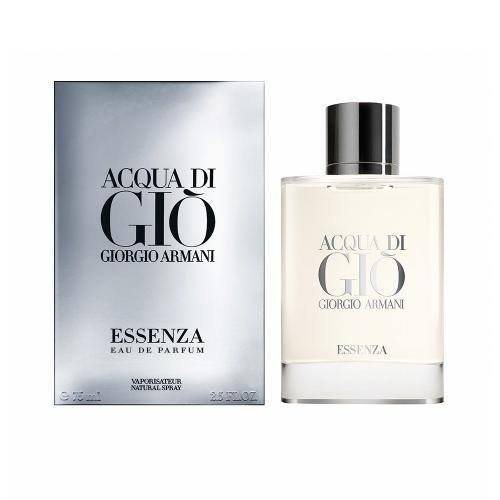 ACQUA DI
GIÒ
GIORGIO ARMANI
ESSENZA
EAU DE PARFUM
VAPORISATEUR
NATURAL SPRAY
℮ 75 ml 2.5 FL.OZ
ACQUA DI
GIÒ
GIORGIO ARMANI
ESSENZA